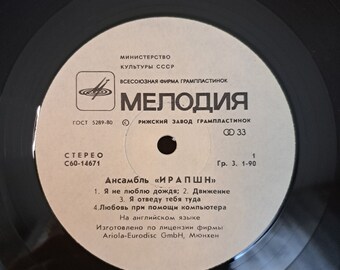 МИНИСТЕРСТВО
КУЛЬТУРЫ СССР
ВСЕСОЮЗНАЯ ФИРМА ГРАМПЛАСТИНОК
МЕЛОДИЯ
ГОСТ 5289-80
РИЖСКИЙ ЗАВОД ГРАМПЛАСТИНОК
33
СТЕРЕО
1
С60-14671
Гр. 3. 1-90
Ансамбль «ИРАПШН»
1. Я не люблю дождя; 2. Движение
3. Я отведу тебя туда
4. Любовь при помощи компьютера
На английском языке
Изготовлено по лицензии фирмы
Ariola-Eurodisc GmbH, Мюнхен